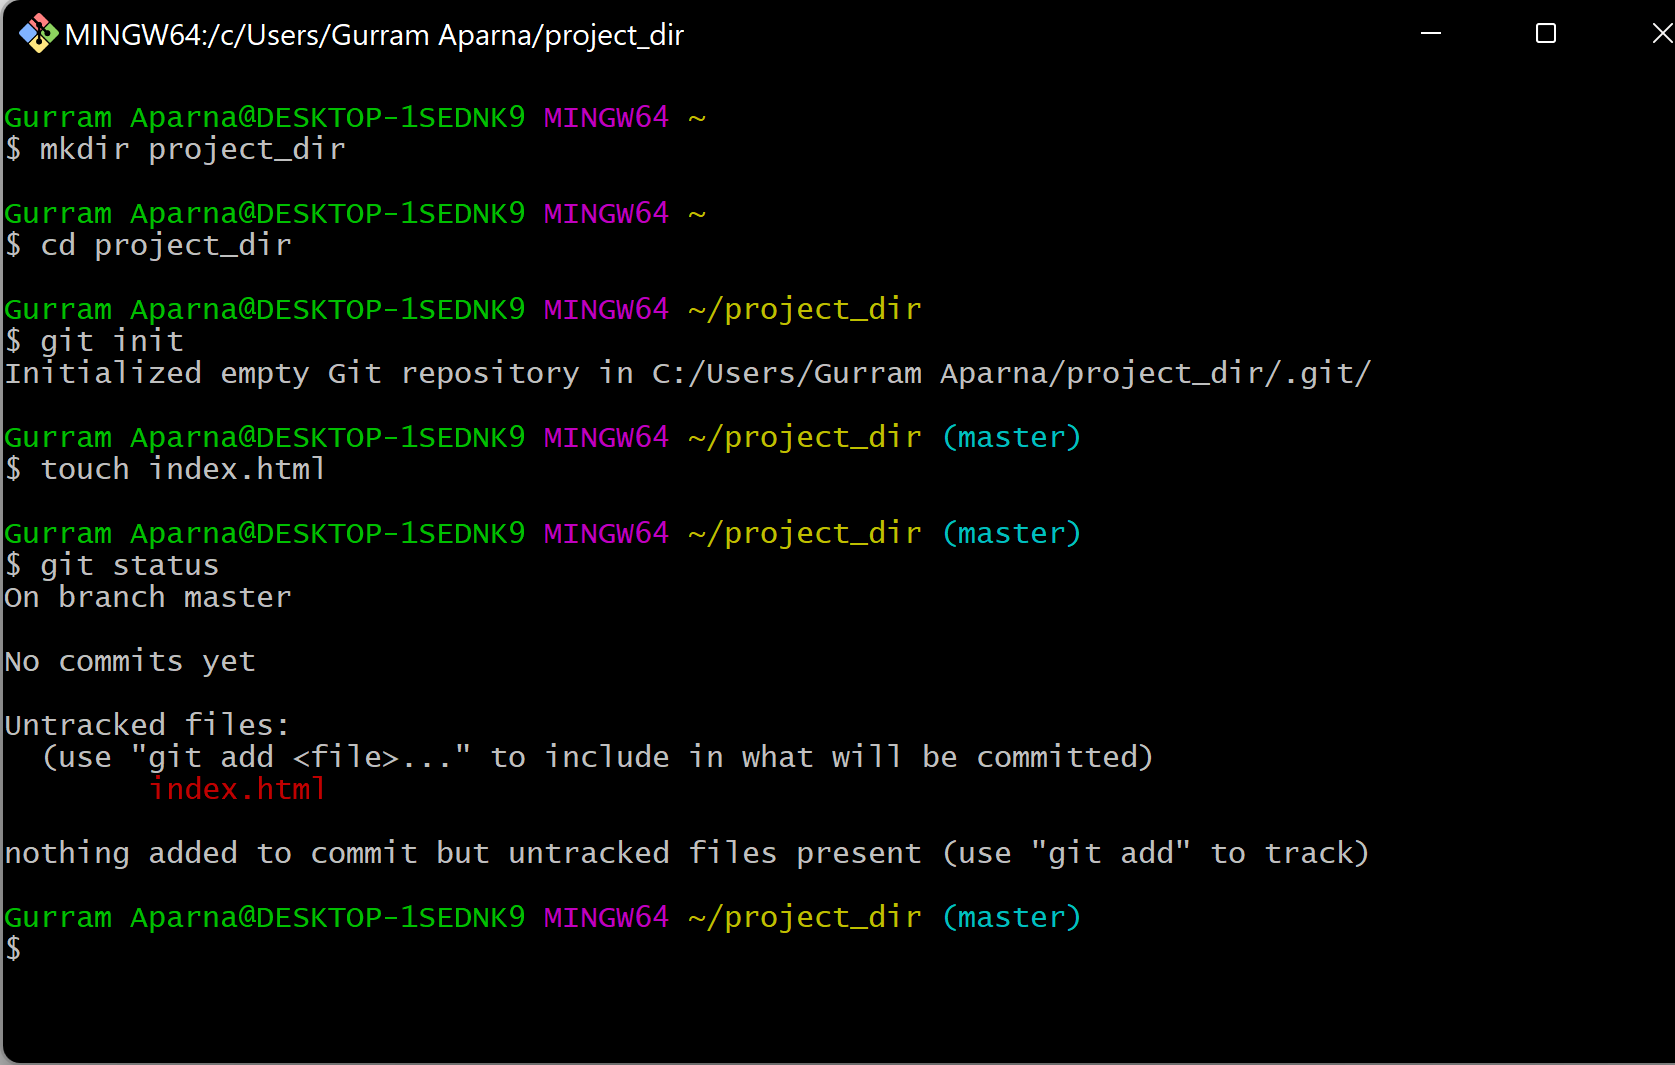 MINGW64:/c/Users/Gurram Aparna/project_dir
Gurram Aparna@DESKTOP-1SEDNK9 MINGW64 ~
$ mkdir project_dir
Gurram Aparna@DESKTOP-1SEDNK9 MINGW64 ~
$ cd project_dir
Gurram Aparna@DESKTOP-1SEDNK9 MINGW64 ~/project_dir
$ git init
Initialized empty Git repository in C:/Users/Gurram Aparna/project_dir/.git/
Gurram Aparna@DESKTOP-1SEDNK9 MINGW64 ~/project_dir (master)
$ touch index.html
Gurram Aparna@DESKTOP-1SEDNK9 MINGW64 ~/project_dir (master)
$ git status
On branch master
No commits yet
Untracked files:
  (use "git add <file>..." to include in what will be committed)
        index.html
nothing added to commit but untracked files present (use "git add" to track)
Gurram Aparna@DESKTOP-1SEDNK9 MINGW64 ~/project_dir (master)
$